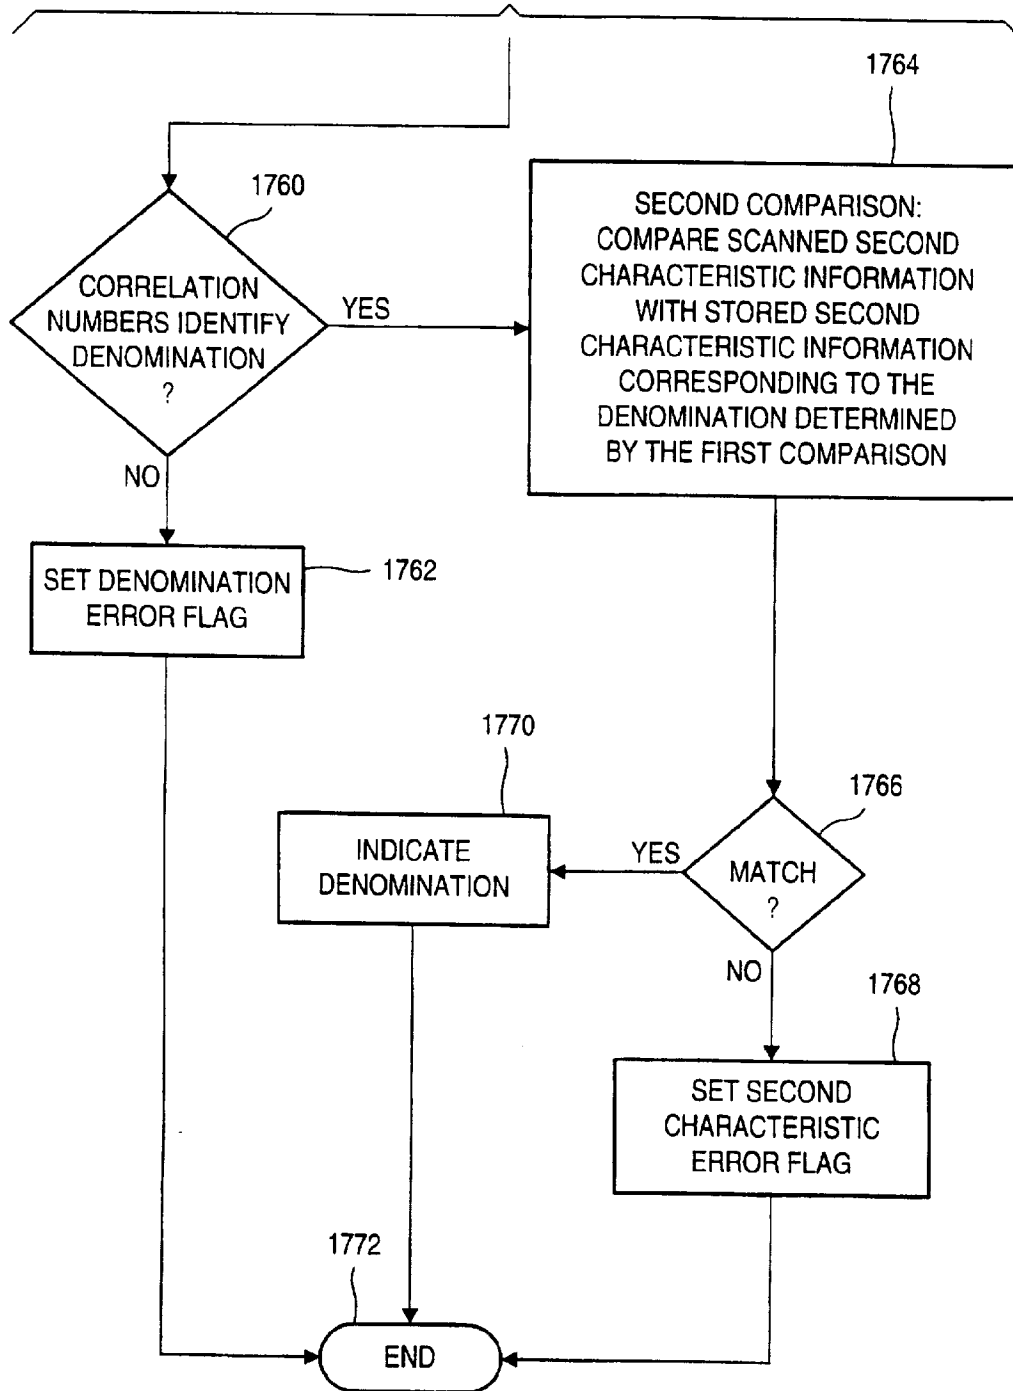 1764
1760
CORRELATION
NUMBERS IDENTIFY
DENOMINATION
?
YES
NO
SECOND COMPARISON:
COMPARE SCANNED SECOND
CHARACTERISTIC INFORMATION
WITH STORED SECOND
CHARACTERISTIC INFORMATION
CORRESPONDING TO THE
DENOMINATION DETERMINED
BY THE FIRST COMPARISON
SET DENOMINATION
ERROR FLAG
1762
1770
INDICATE
DENOMINATION
1766
YES
MATCH
?
NO
1768
SET SECOND
CHARACTERISTIC
ERROR FLAG
1772
END